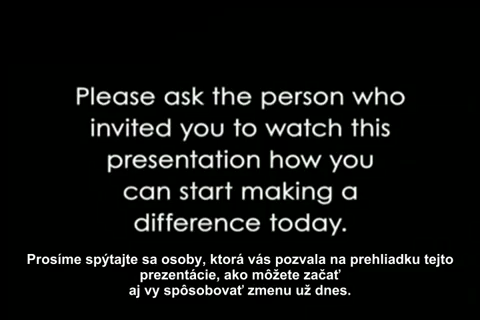 Please ask the person who
invited you to watch this
presentation how you
can start making a
difference today.
Prosíme spýtajte sa osoby, ktorá vás pozvala na prehliadku tejto
prezentácie, ako môžete začať
aj vy spôsobovať zmenu už dnes.